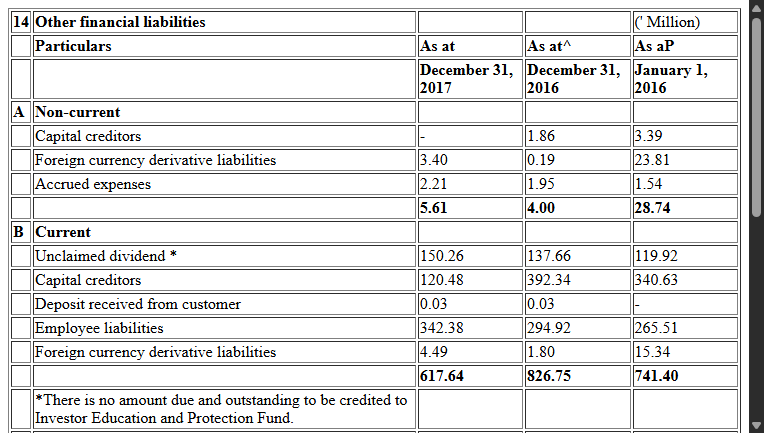 14 Other financial liabilities (' Million)
Particulars As at As at^ As aP
December 31, 2017 December 31, 2016 January 1, 2016
A Non-current
Capital creditors - 1.86 3.39
Foreign currency derivative liabilities 3.40 0.19 23.81
Accrued expenses 2.21 1.95 1.54
5.61 4.00 28.74
B Current
Unclaimed dividend * 150.26 137.66 119.92
Capital creditors 120.48 392.34 340.63
Deposit received from customer 0.03 0.03 -
Employee liabilities 342.38 294.92 265.51
Foreign currency derivative liabilities 4.49 1.80 15.34
617.64 826.75 741.40
*There is no amount due and outstanding to be credited to
Investor Education and Protection Fund.